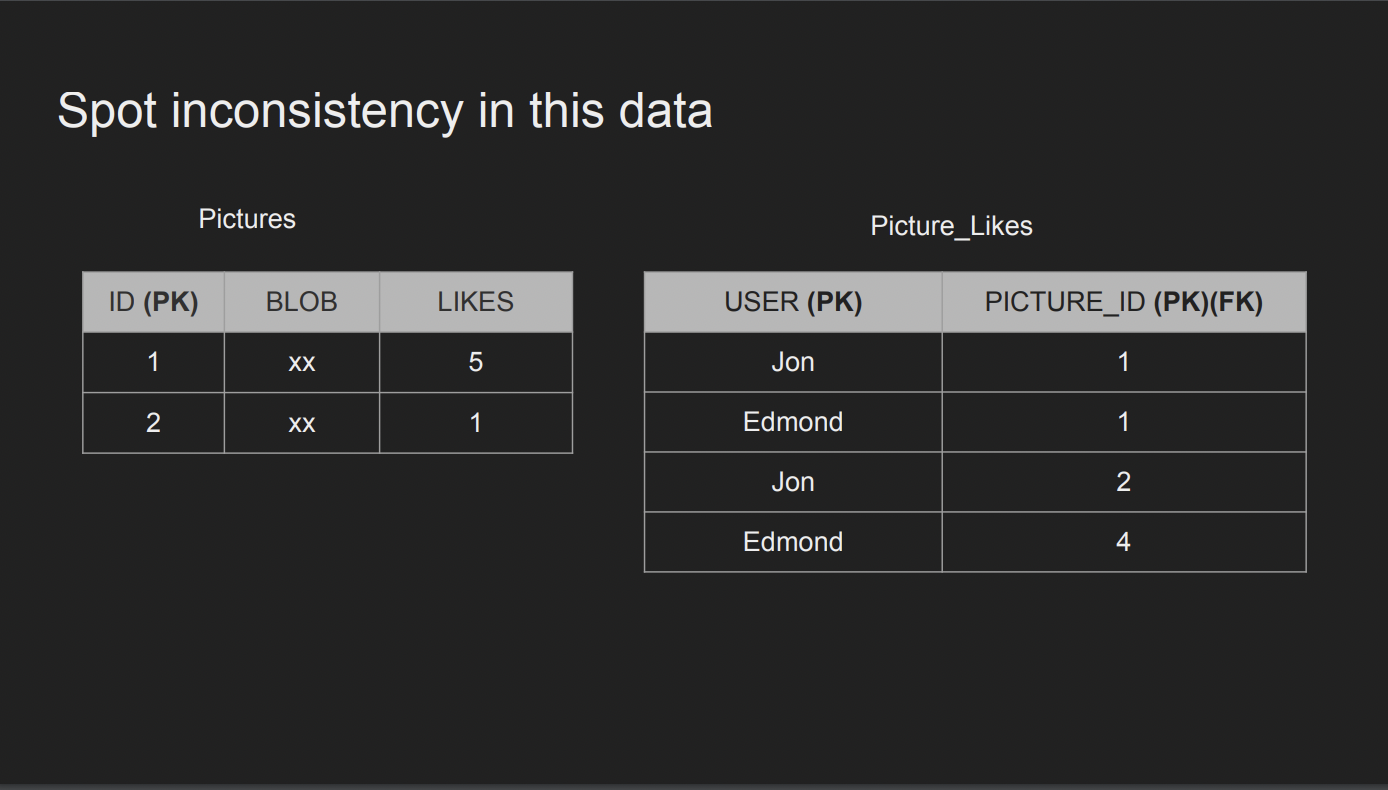 Spot inconsistency in this data
Pictures
ID (PK) BLOB LIKES
1 xx 5
2 xx 1
Picture_Likes
USER (PK) PICTURE_ID (PK)(FK)
Jon 1
Edmond 1
Jon 2
Edmond 4